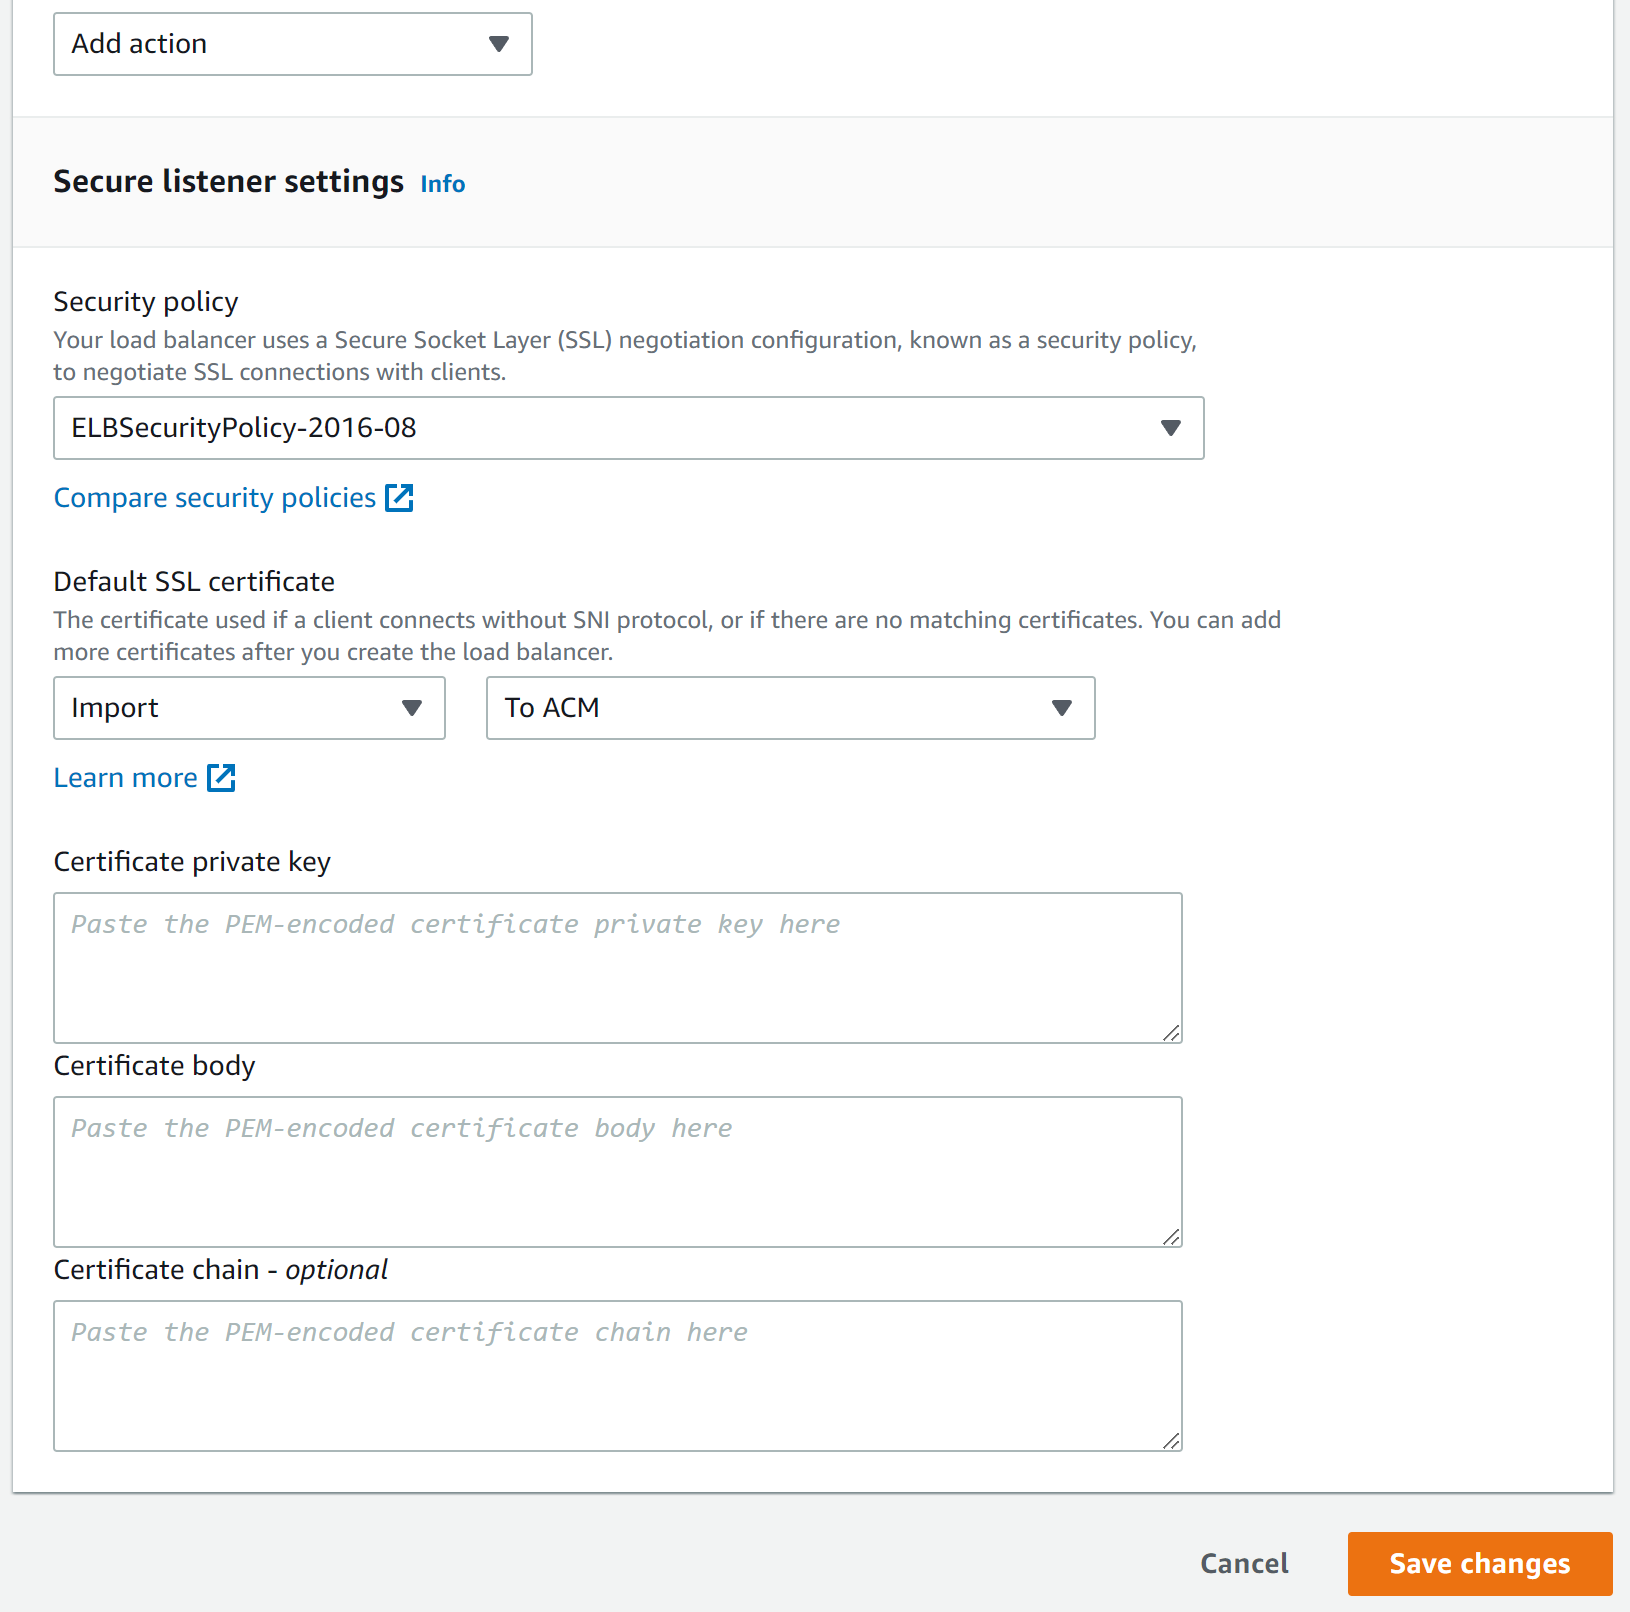 Add action
Secure listener settings Info
Security policy
Your load balancer uses a Secure Socket Layer (SSL) negotiation configuration, known as a security policy,
to negotiate SSL connections with clients.
ELBSecurityPolicy-2016-08
Compare security policies
Default SSL certificate
The certificate used if a client connects without SNI protocol, or if there are no matching certificates. You can add
more certificates after you create the load balancer.
Import To ACM
Learn more
Certificate private key
Paste the PEM-encoded certificate private key here
Certificate body
Paste the PEM-encoded certificate body here
Certificate chain - optional
Paste the PEM-encoded certificate chain here
Cancel Save changes